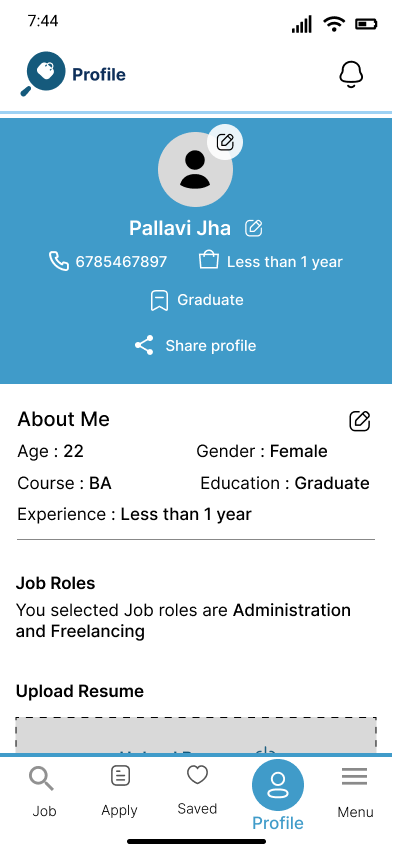 7:44
Profile
Pallavi Jha
6785467897 Less than 1 year
Graduate
Share profile
About Me
Age : 22 Gender : Female
Course : BA Education : Graduate
Experience : Less than 1 year
Job Roles
You selected Job roles are Administration
and Freelancing
Upload Resume
Job Apply Saved Profile Menu